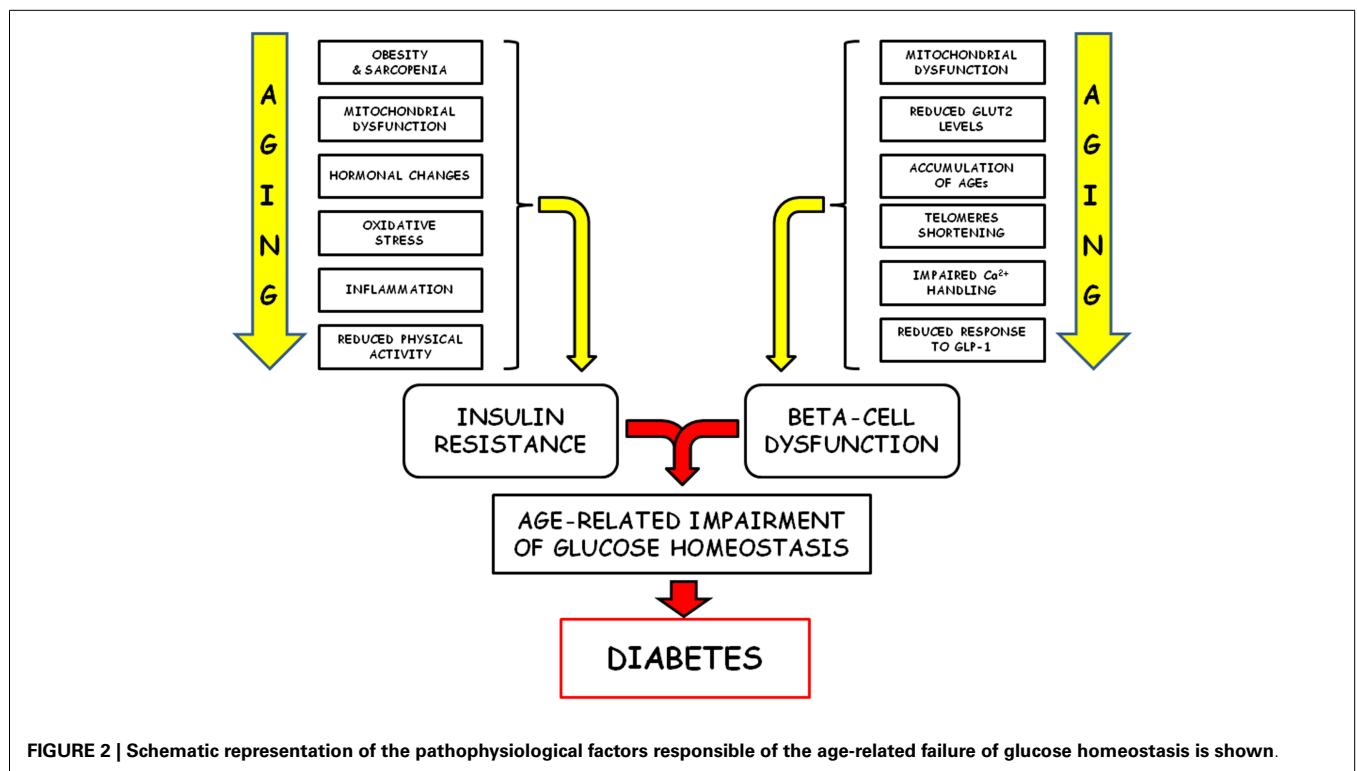 AGING
OBESITY
& SARCOPENIA
MITOCHONDRIAL
DYSFUNCTION
HORMONAL CHANGES
OXIDATIVE
STRESS
INFLAMMATION
REDUCED PHYSICAL
ACTIVITY
MITOCHONDRIAL
DYSFUNCTION
REDUCED GLUT2
LEVELS
ACCUMULATION
OF AGEs
TELOMERES
SHORTENING
IMPAIRED Ca²⁺
HANDLING
REDUCED RESPONSE
TO GLP-1
AGING
INSULIN
RESISTANCE
BETA-CELL
DYSFUNCTION
AGE-RELATED IMPAIRMENT
OF GLUCOSE HOMEOSTASIS
DIABETES
FIGURE 2 | Schematic representation of the pathophysiological factors responsible of the age-related failure of glucose homeostasis is shown.